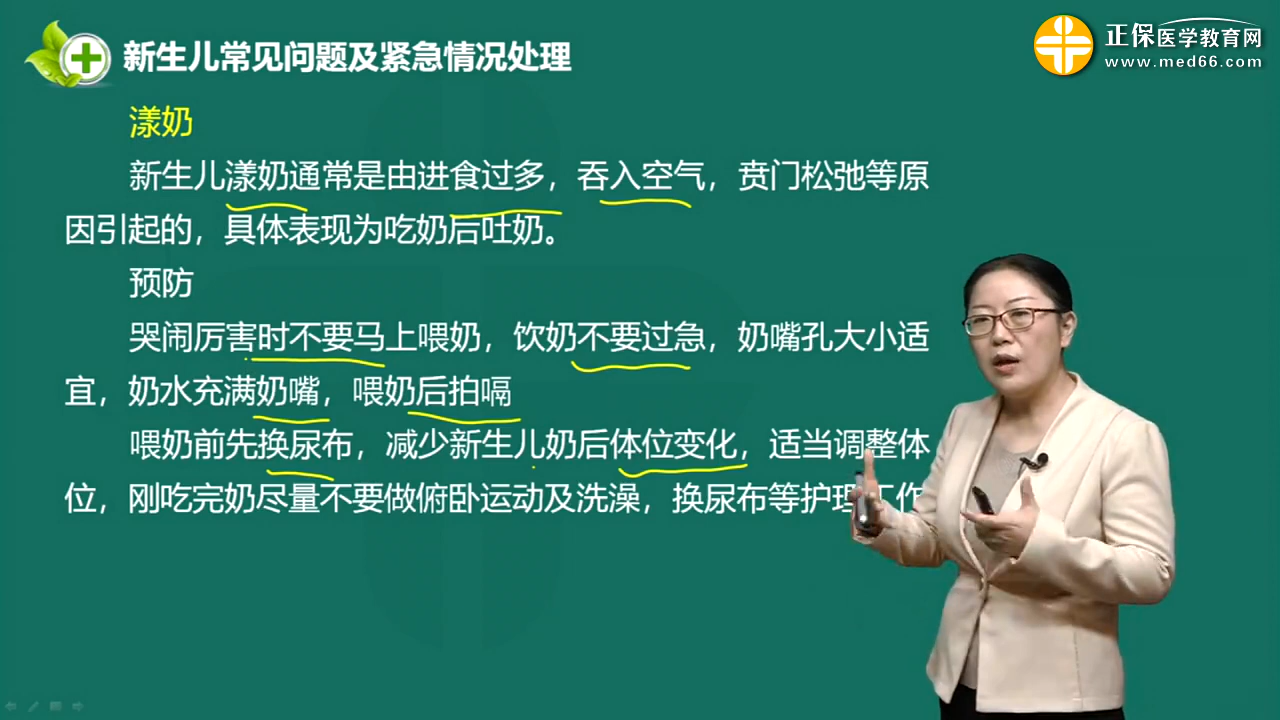 新生儿常见问题及紧急情况处理
正保医学教育网
www.med66.com
漾奶
新生儿漾奶通常是由进食过多，吞入空气，贲门松弛等原
因引起的，具体表现为吃奶后吐奶。
预防
哭闹厉害时不要马上喂奶，饮奶不要过急，奶嘴孔大小适
宜，奶水充满奶嘴，喂奶后拍嗝
喂奶前先换尿布，减少新生儿奶后体位变化，适当调整体
位，刚吃完奶尽量不要做俯卧运动及洗澡，换尿布等护理工作